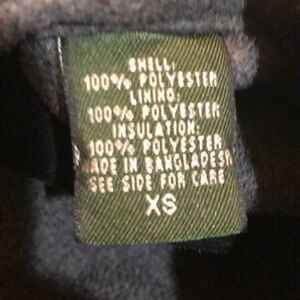 SHELL:
100% POLYESTER
LINING:
100% POLYESTER
INSULATION:
100% POLYESTER
MADE IN BANGLADESH
SEE SIDE FOR CARE
XS